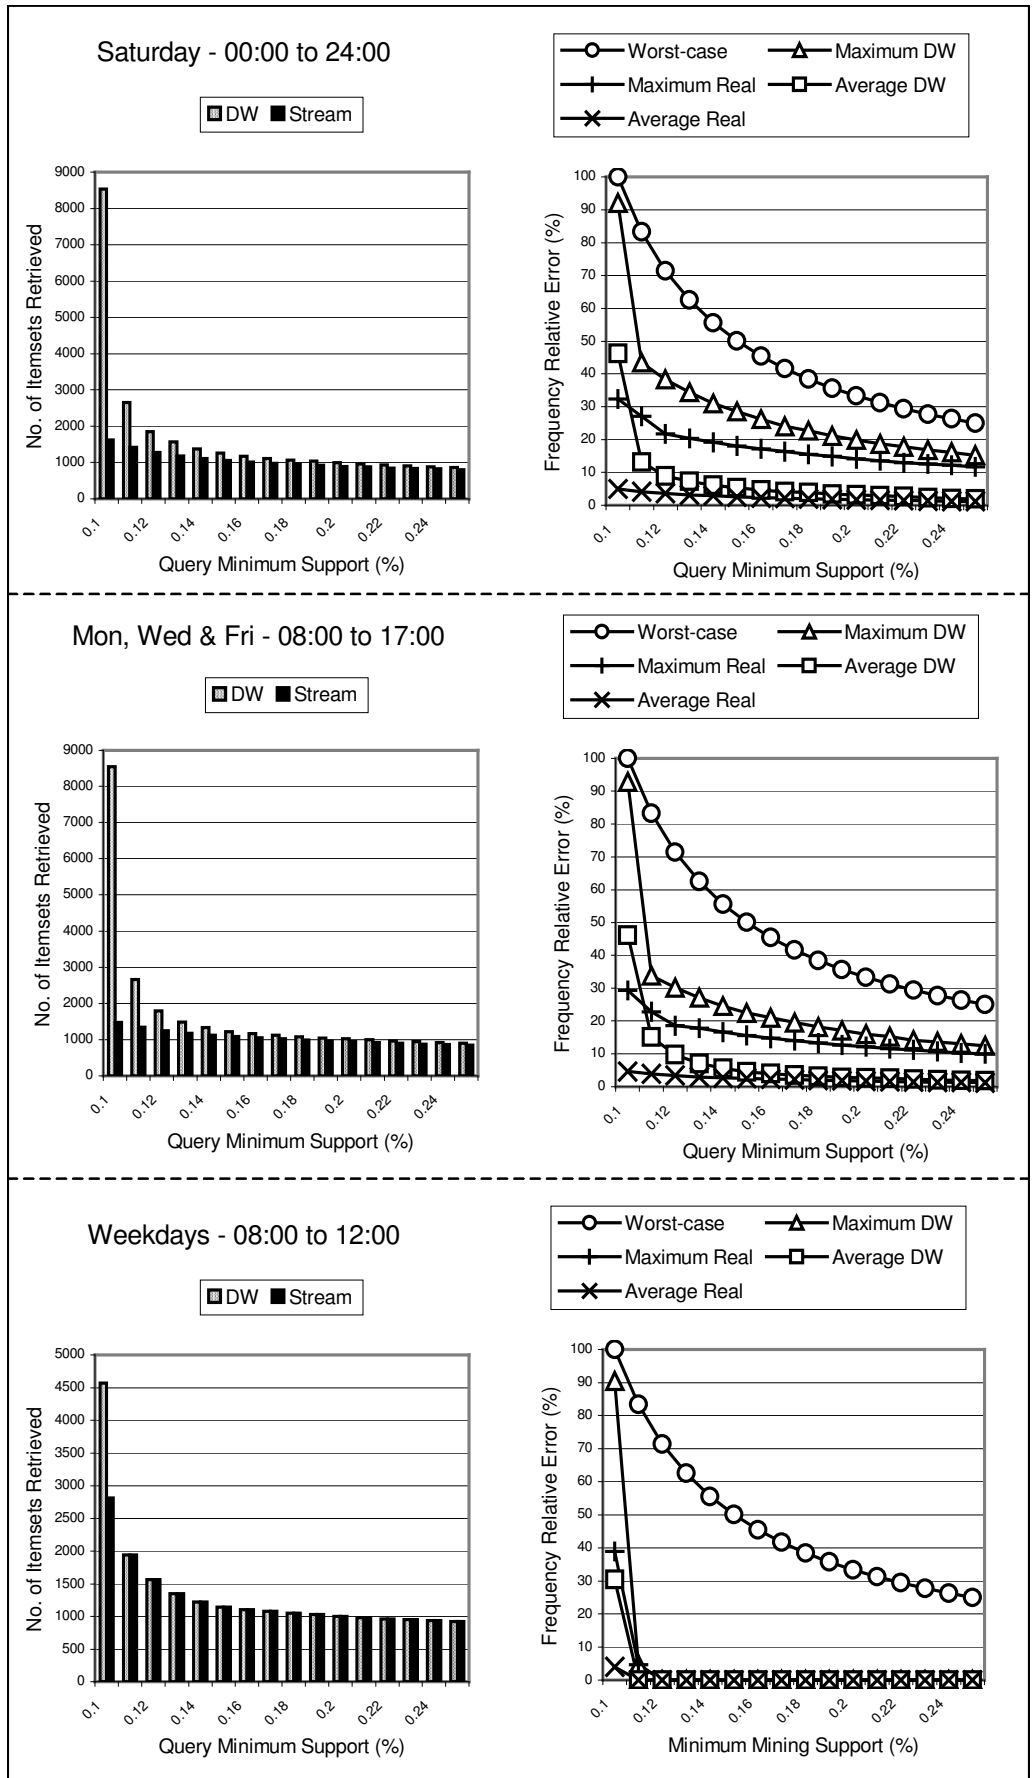 Saturday - 00:00 to 24:00
DW Stream
9000
8000
7000
6000
5000
4000
3000
2000
1000
0
No. of Itemsets Retrieved
0.1 0.12 0.14 0.16 0.18 0.2 0.22 0.24
Query Minimum Support (%)
Worst-case Maximum DW
Maximum Real Average DW
Average Real
100
90
80
70
60
50
40
30
20
10
0
Frequency Relative Error (%)
0.1 0.12 0.14 0.16 0.18 0.2 0.22 0.24
Query Minimum Support (%)
Mon, Wed & Fri - 08:00 to 17:00
DW Stream
9000
8000
7000
6000
5000
4000
3000
2000
1000
0
No. of Itemsets Retrieved
0.1 0.12 0.14 0.16 0.18 0.2 0.22 0.24
Query Minimum Support (%)
Worst-case Maximum DW
Maximum Real Average DW
Average Real
100
90
80
70
60
50
40
30
20
10
0
Frequency Relative Error (%)
0.1 0.12 0.14 0.16 0.18 0.2 0.22 0.24
Query Minimum Support (%)
Weekdays - 08:00 to 12:00
DW Stream
5000
4500
4000
3500
3000
2500
2000
1500
1000
500
0
No. of Itemsets Retrieved
0.1 0.12 0.14 0.16 0.18 0.2 0.22 0.24
Query Minimum Support (%)
Worst-case Maximum DW
Maximum Real Average DW
Average Real
100
90
80
70
60
50
40
30
20
10
0
Frequency Relative Error (%)
0.1 0.12 0.14 0.16 0.18 0.2 0.22 0.24
Minimum Mining Support (%)